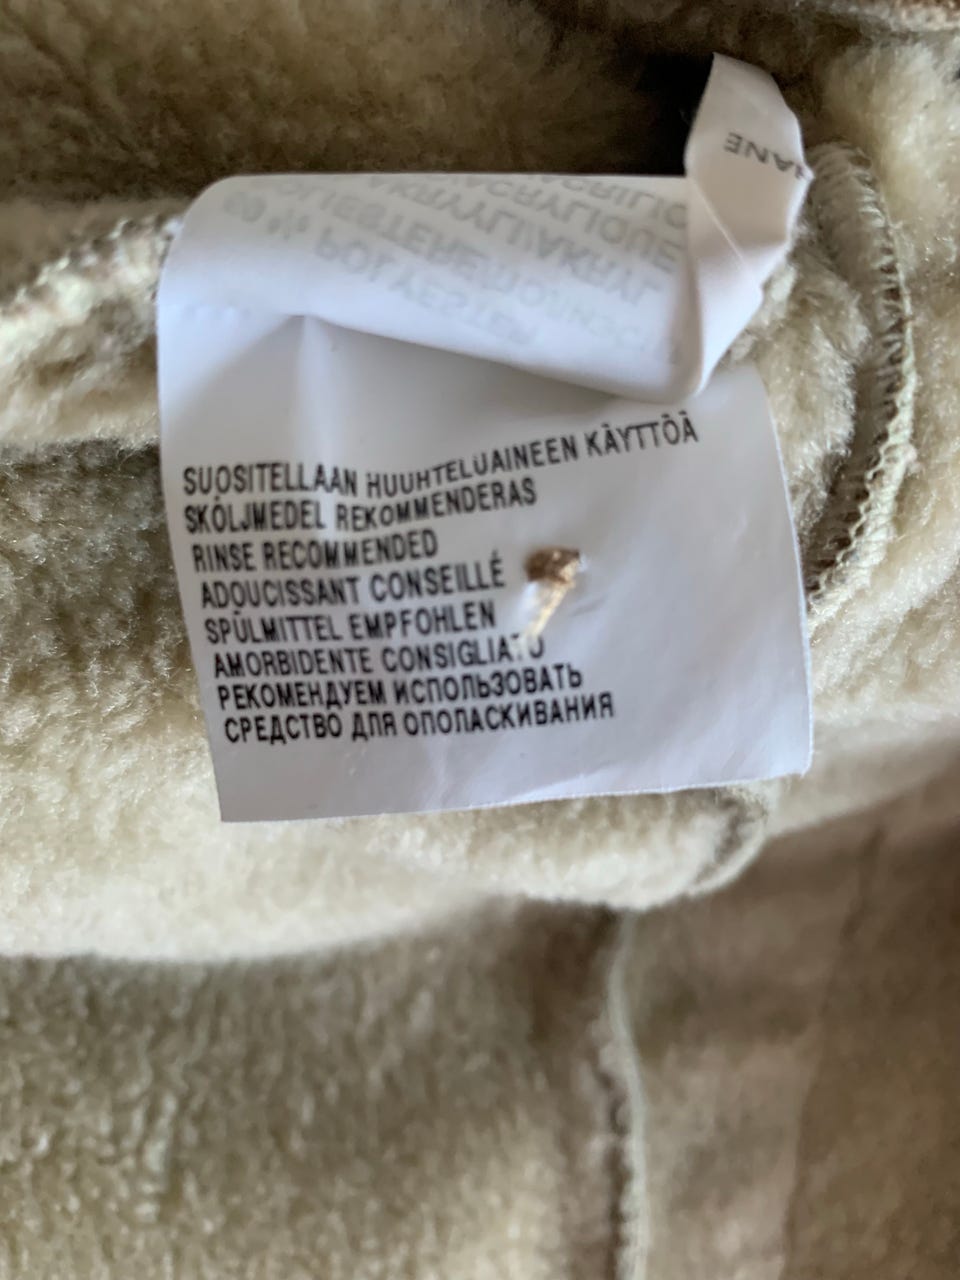 SUOSITELLAAN HUUHTELUAINEEN KÄYTTÖÄ
SKÖLJMEDEL REKOMMENDERAS
RINSE RECOMMENDED
ADOUCISSANT CONSEILLÉ
SPÜLMITTEL EMPFOHLEN
AMORBIDENTE CONSIGLIATO
РЕКОМЕНДУЕМ ИСПОЛЬЗОВАТЬ
СРЕДСТВО ДЛЯ ОПОЛАСКИВАНИЯ